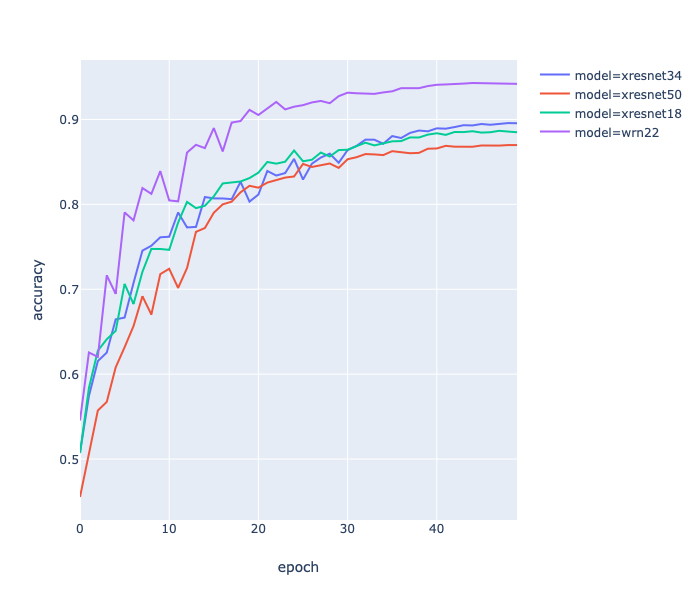 model=xresnet34
model=xresnet50
model=xresnet18
model=wrn22
0.9
0.8
0.7
0.6
0.5
accuracy
0 10 20 30 40
epoch